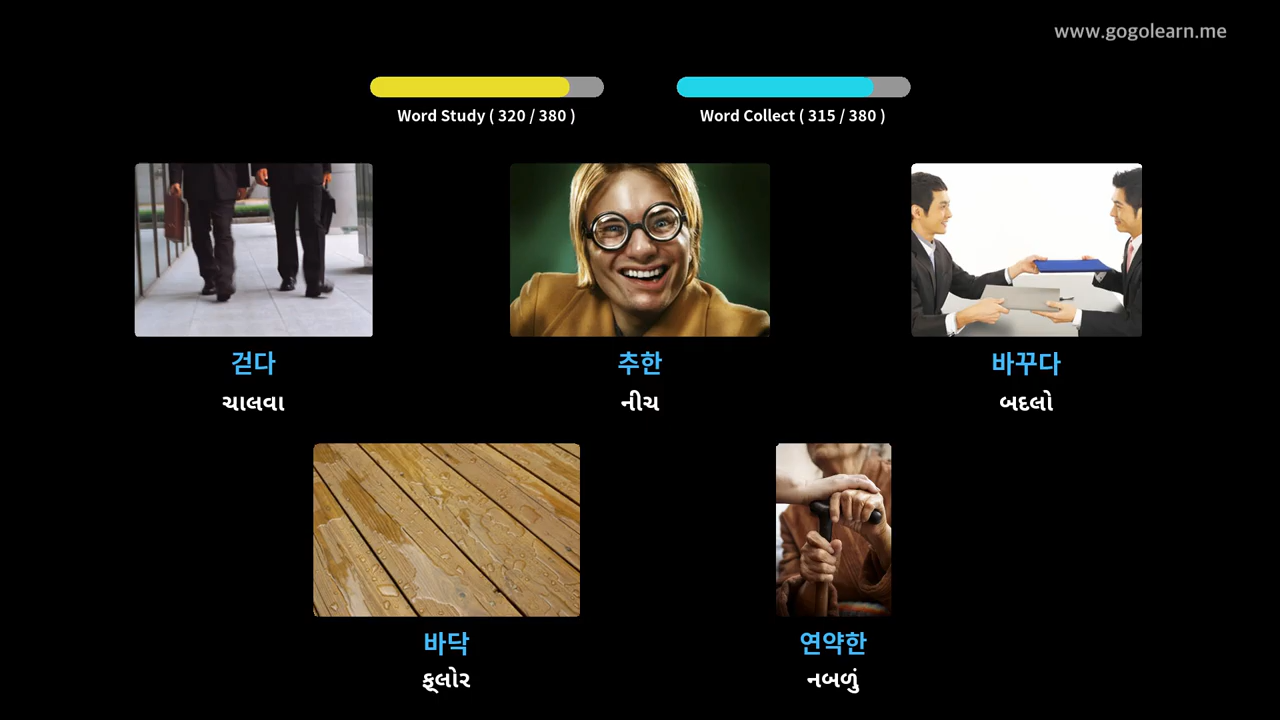 www.gogolearn.me
Word Study ( 320 / 380 )
Word Collect ( 315 / 380 )
걷다
ચાલવા
추한
નીચ
바꾸다
બદલો
바닥
ફ્લોર
연약한
નબળું